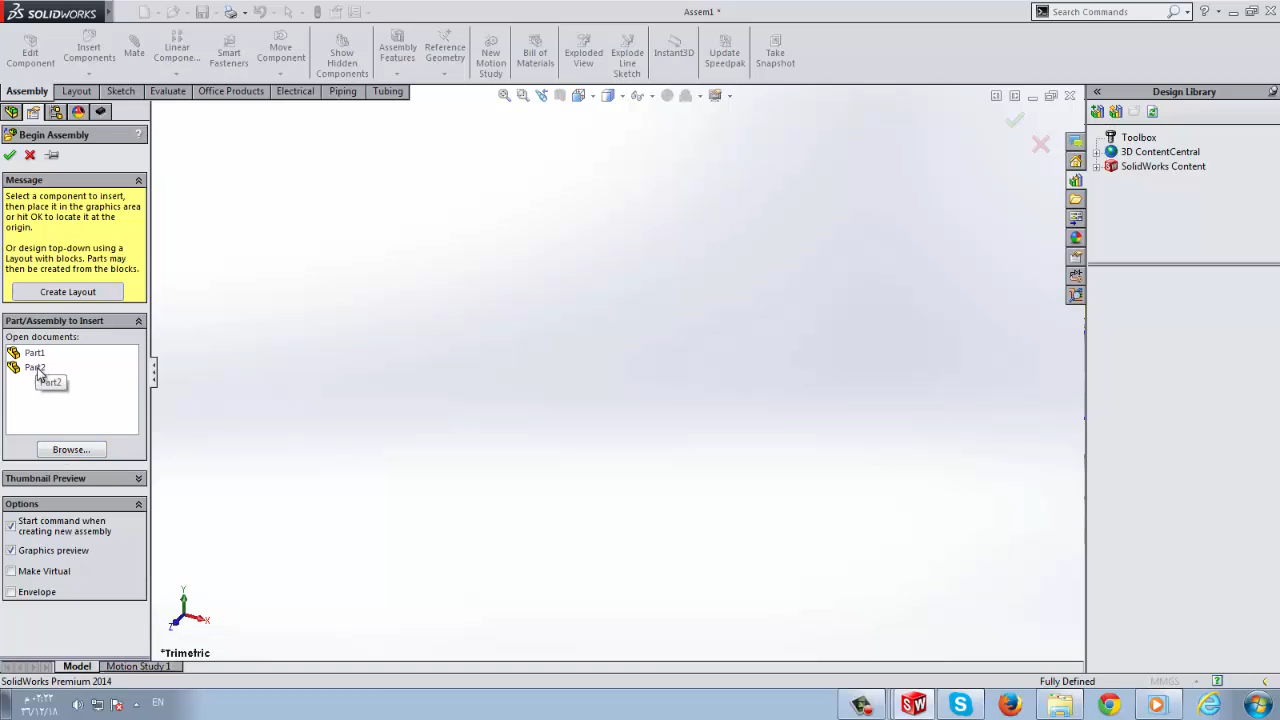 SOLIDWORKS
Assem1 *
Search Commands
Edit Component
Insert Components
Mate
Linear Compone...
Smart Fasteners
Move Component
Show Hidden Components
Assembly Features
Reference Geometry
New Motion Study
Bill of Materials
Exploded View
Explode Line Sketch
Instant3D
Update Speedpak
Take Snapshot
Assembly
Layout
Sketch
Evaluate
Office Products
Electrical
Piping
Tubing
Design Library
Toolbox
3D ContentCentral
SolidWorks Content
Begin Assembly
?
Message
Select a component to insert,
then place it in the graphics area
or hit OK to locate it at the
origin.
Or design top-down using a
Layout with blocks. Parts may
then be created from the blocks.
Create Layout
Part/Assembly to Insert
Open documents:
Part1
Part2
Part2
Browse...
Thumbnail Preview
Options
Start command when
creating new assembly
Graphics preview
Make Virtual
Envelope
Y
X
Z
*Trimetric
Model
Motion Study 1
SolidWorks Premium 2014
Fully Defined
MMGS
EN
٠٢:٢٢ م
٣٦/١٢/١٨